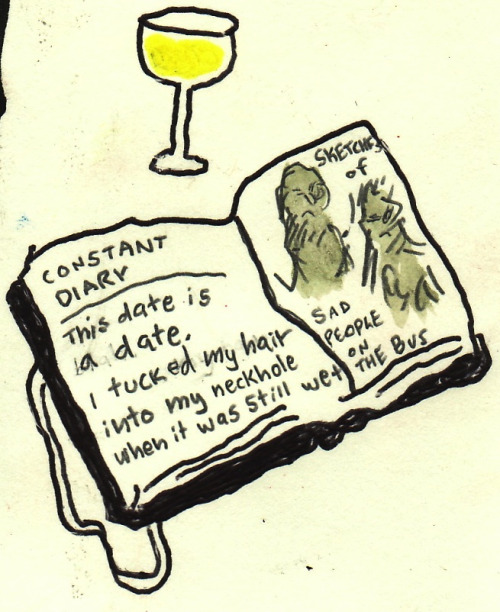 CONSTANT
DIARY
This date is
a date.
I tucked my hair
into my neckhole
when it was still wet
SKETCHES
of
SAD
PEOPLE
ON
THE BUS